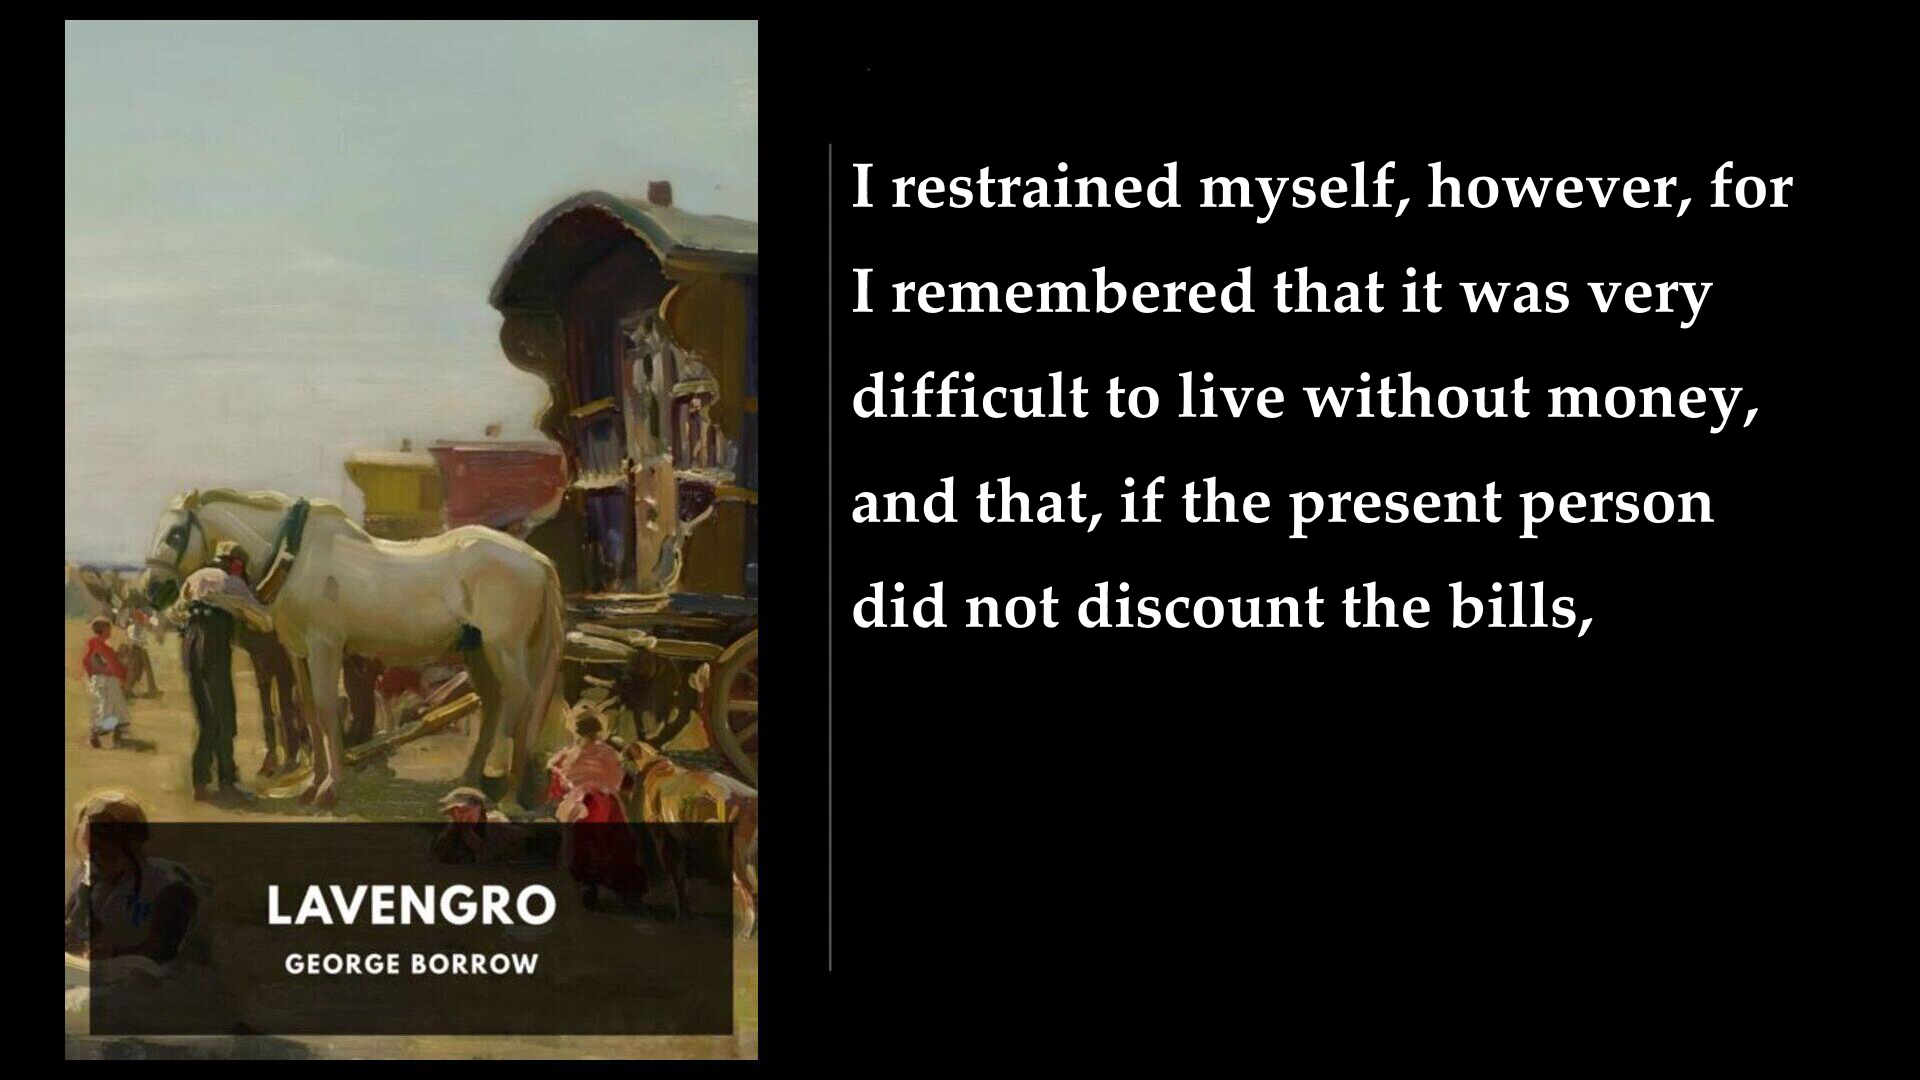 I restrained myself, however, for
I remembered that it was very
difficult to live without money,
and that, if the present person
did not discount the bills,
LAVENGRO
GEORGE BORROW